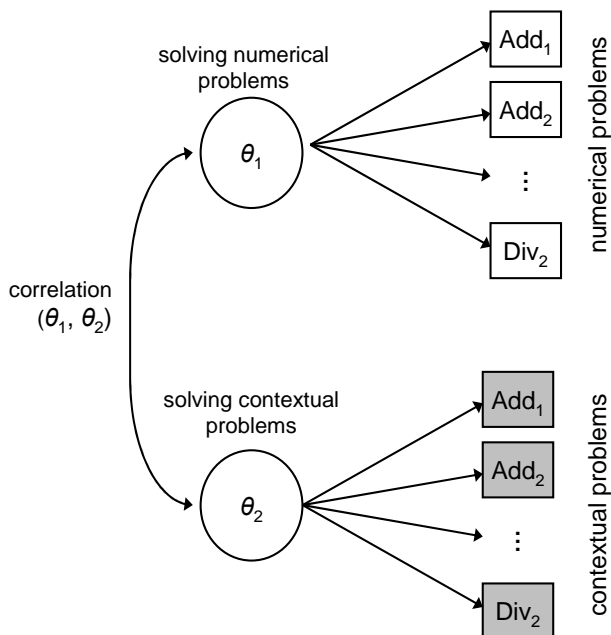 solving numerical
problems
θ₁
Add₁
Add₂
...
Div₂
numerical problems
correlation
(θ₁, θ₂)
solving contextual
problems
θ₂
Add₁
Add₂
...
Div₂
contextual problems